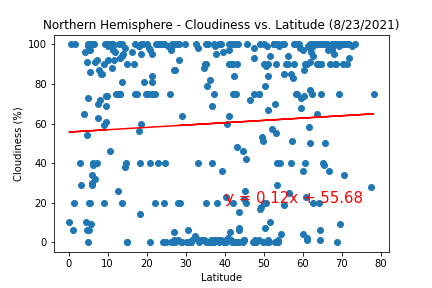 Northern Hemisphere - Cloudiness vs. Latitude (8/23/2021)
Cloudiness (%)
100
80
60
40
20
0
y = 0.12x + 55.68
0 10 20 30 40 50 60 70 80
Latitude